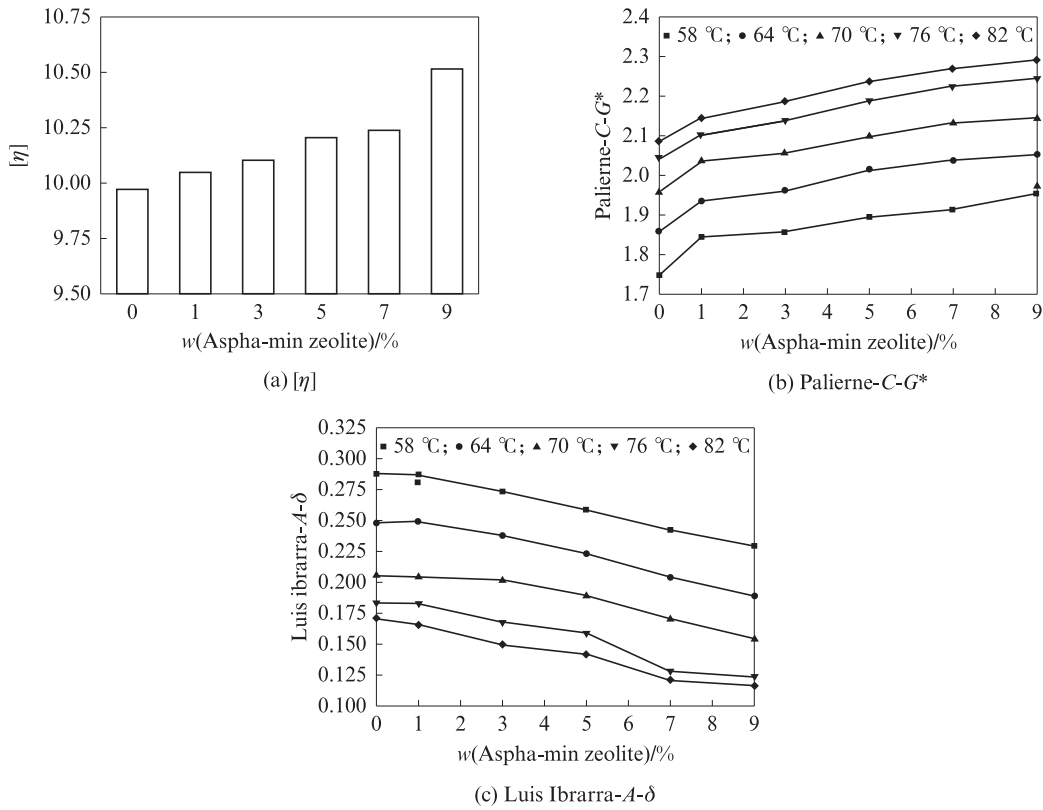 10.75
10.50
10.25
10.00
9.75
9.50
[η]
0 1 3 5 7 9
w(Aspha-min zeolite)/%
(a) [η]
2.4
2.3
2.2
2.1
2.0
1.9
1.8
1.7
Palierne-C-G*
58 ℃; 64 ℃; 70 ℃; 76 ℃; 82 ℃
0 1 2 3 4 5 6 7 8 9
w(Aspha-min zeolite)/%
(b) Palierne-C-G*
0.325
0.300
0.275
0.250
0.225
0.200
0.175
0.150
0.125
0.100
Luis ibrarra-A-δ
58 ℃; 64 ℃; 70 ℃; 76 ℃; 82 ℃
0 1 2 3 4 5 6 7 8 9
w(Aspha-min zeolite)/%
(c) Luis Ibrarra-A-δ